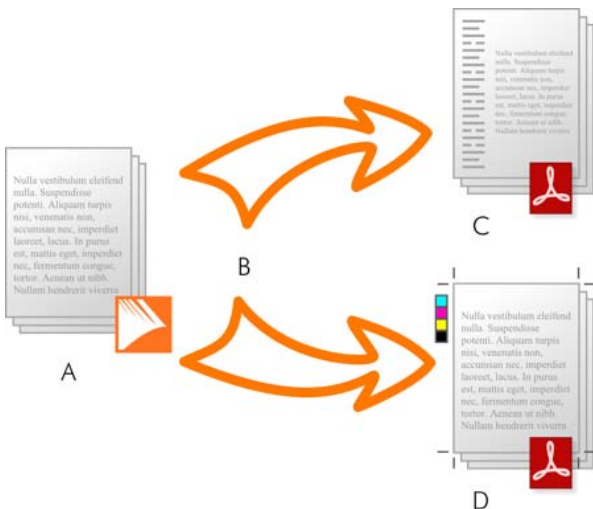 Nulla vestibulum eleifend
nulla. Suspendisse
potenti. Aliquam turpis
nisi, venenatis non,
accumsan nec, imperdiet
laoreet, lacus. In purus
est, mattis eget, imperdiet
nec, fermentum congue,
tortor. Aenean ut nibh.
Nullam hendrerit viverra
A
B
Nulla vestibulum eleifend
nulla. Suspendisse
potenti. Aliquam turpis
nisi, venenatis non,
accumsan nec, imperdiet
laoreet, lacus. In purus
est, mattis eget, imperdiet
nec, fermentum congue,
tortor. Aenean ut nibh.
Nullam hendrerit viverra
C
Nulla vestibulum eleifend
nulla. Suspendisse
potenti. Aliquam turpis
nisi, venenatis non,
accumsan nec, imperdiet
laoreet, lacus. In purus
est, mattis eget, imperdiet
nec, fermentum congue,
tortor. Aenean ut nibh.
Nullam hendrerit viverra
D